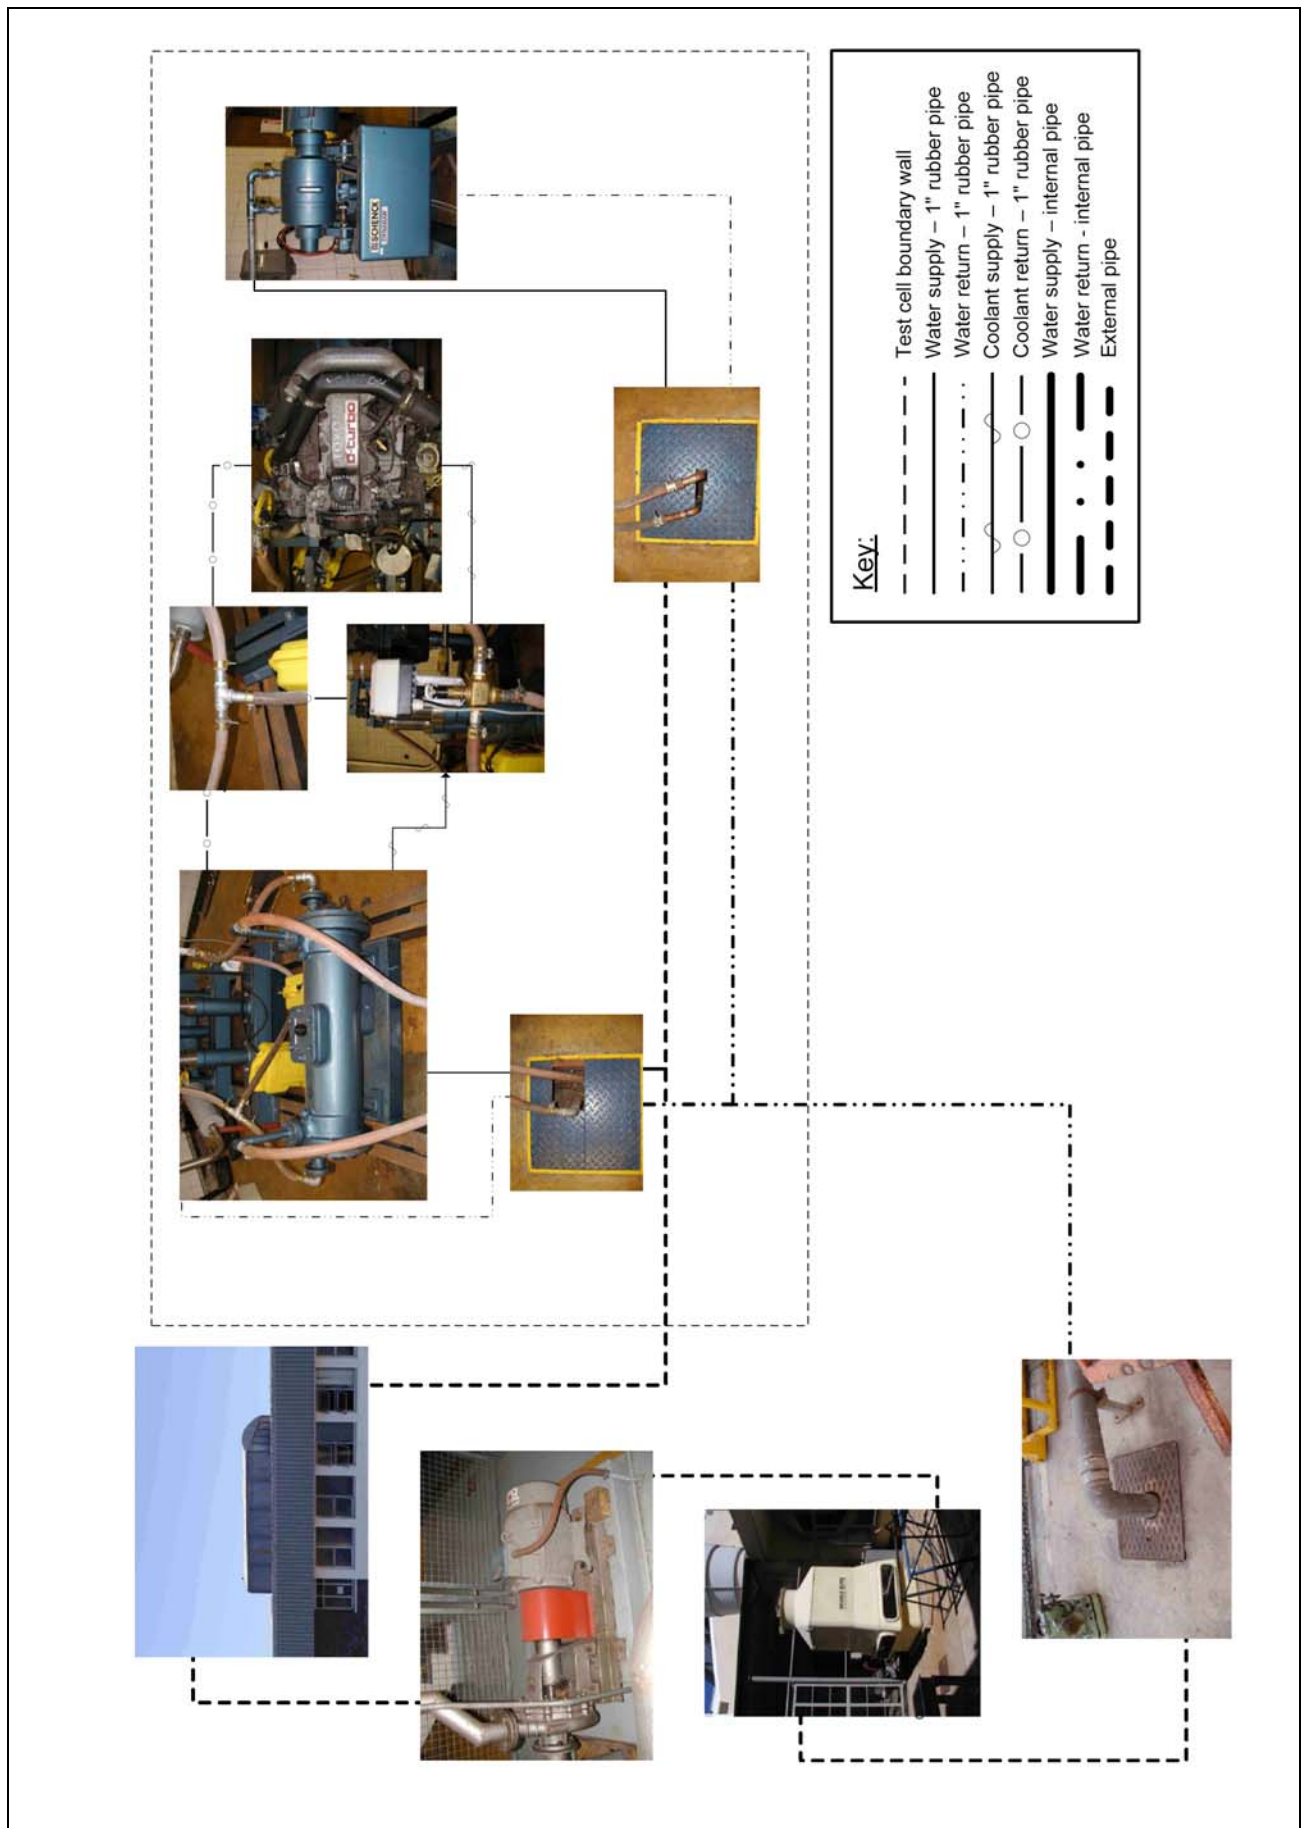 SCHENCK
d-turbo
Key:
Test cell boundary wall
Water supply – 1" rubber pipe
Water return – 1" rubber pipe
Coolant supply – 1" rubber pipe
Coolant return – 1" rubber pipe
Water supply – internal pipe
Water return - internal pipe
External pipe